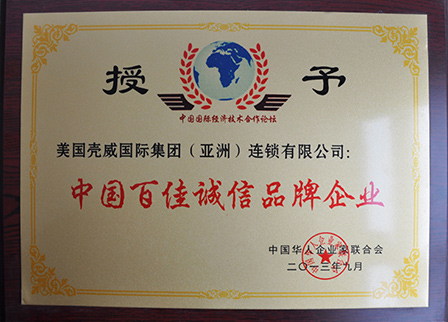 授予
中国国际经济技术合作论坛
美国壳威国际集团（亚洲）连锁有限公司：
中国百佳诚信品牌企业
中国华人企业家联合会
二〇一三年九月